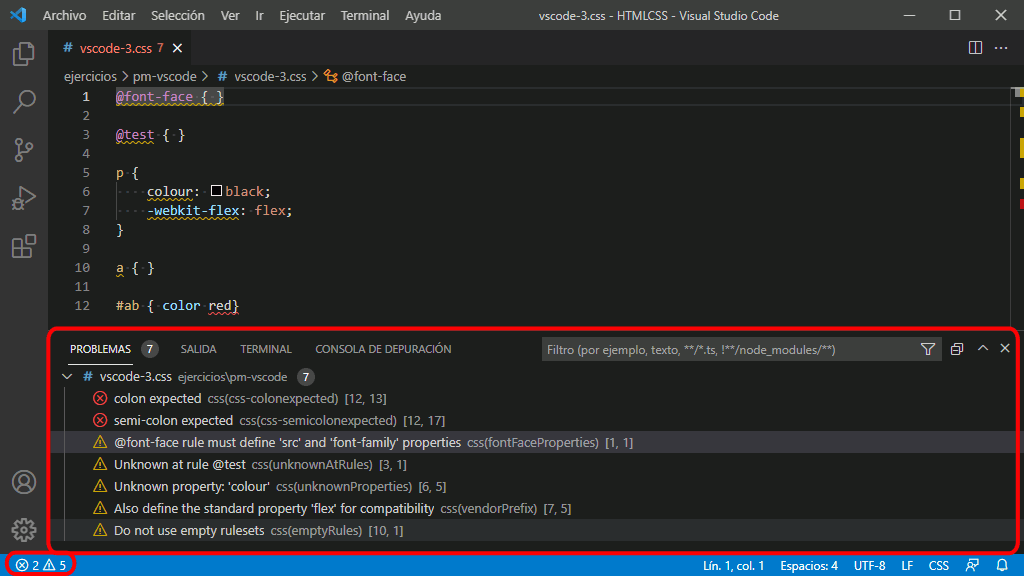 Archivo Editar Selección Ver Ir Ejecutar Terminal Ayuda vscode-3.css - HTMLCSS - Visual Studio Code
# vscode-3.css 7
ejercicios > pm-vscode > # vscode-3.css > @font-face
1 @font-face { }
2
3 @test { }
4
5 p {
6 colour: black;
7 -webkit-flex: flex;
8 }
9
10 a { }
11
12 #ab { color red}
PROBLEMAS 7 SALIDA TERMINAL CONSOLA DE DEPURACIÓN Filtro (por ejemplo, texto, **/*.ts, !**/node_modules/**)
# vscode-3.css ejercicios\pm-vscode 7
colon expected css(css-colonexpected) [12, 13]
semi-colon expected css(css-semicolonexpected) [12, 17]
@font-face rule must define 'src' and 'font-family' properties css(fontFaceProperties) [1, 1]
Unknown at rule @test css(unknownAtRules) [3, 1]
Unknown property: 'colour' css(unknownProperties) [6, 5]
Also define the standard property 'flex' for compatibility css(vendorPrefix) [7, 5]
Do not use empty rulesets css(emptyRules) [10, 1]
2 5 Lín. 1, col. 1 Espacios: 4 UTF-8 LF CSS